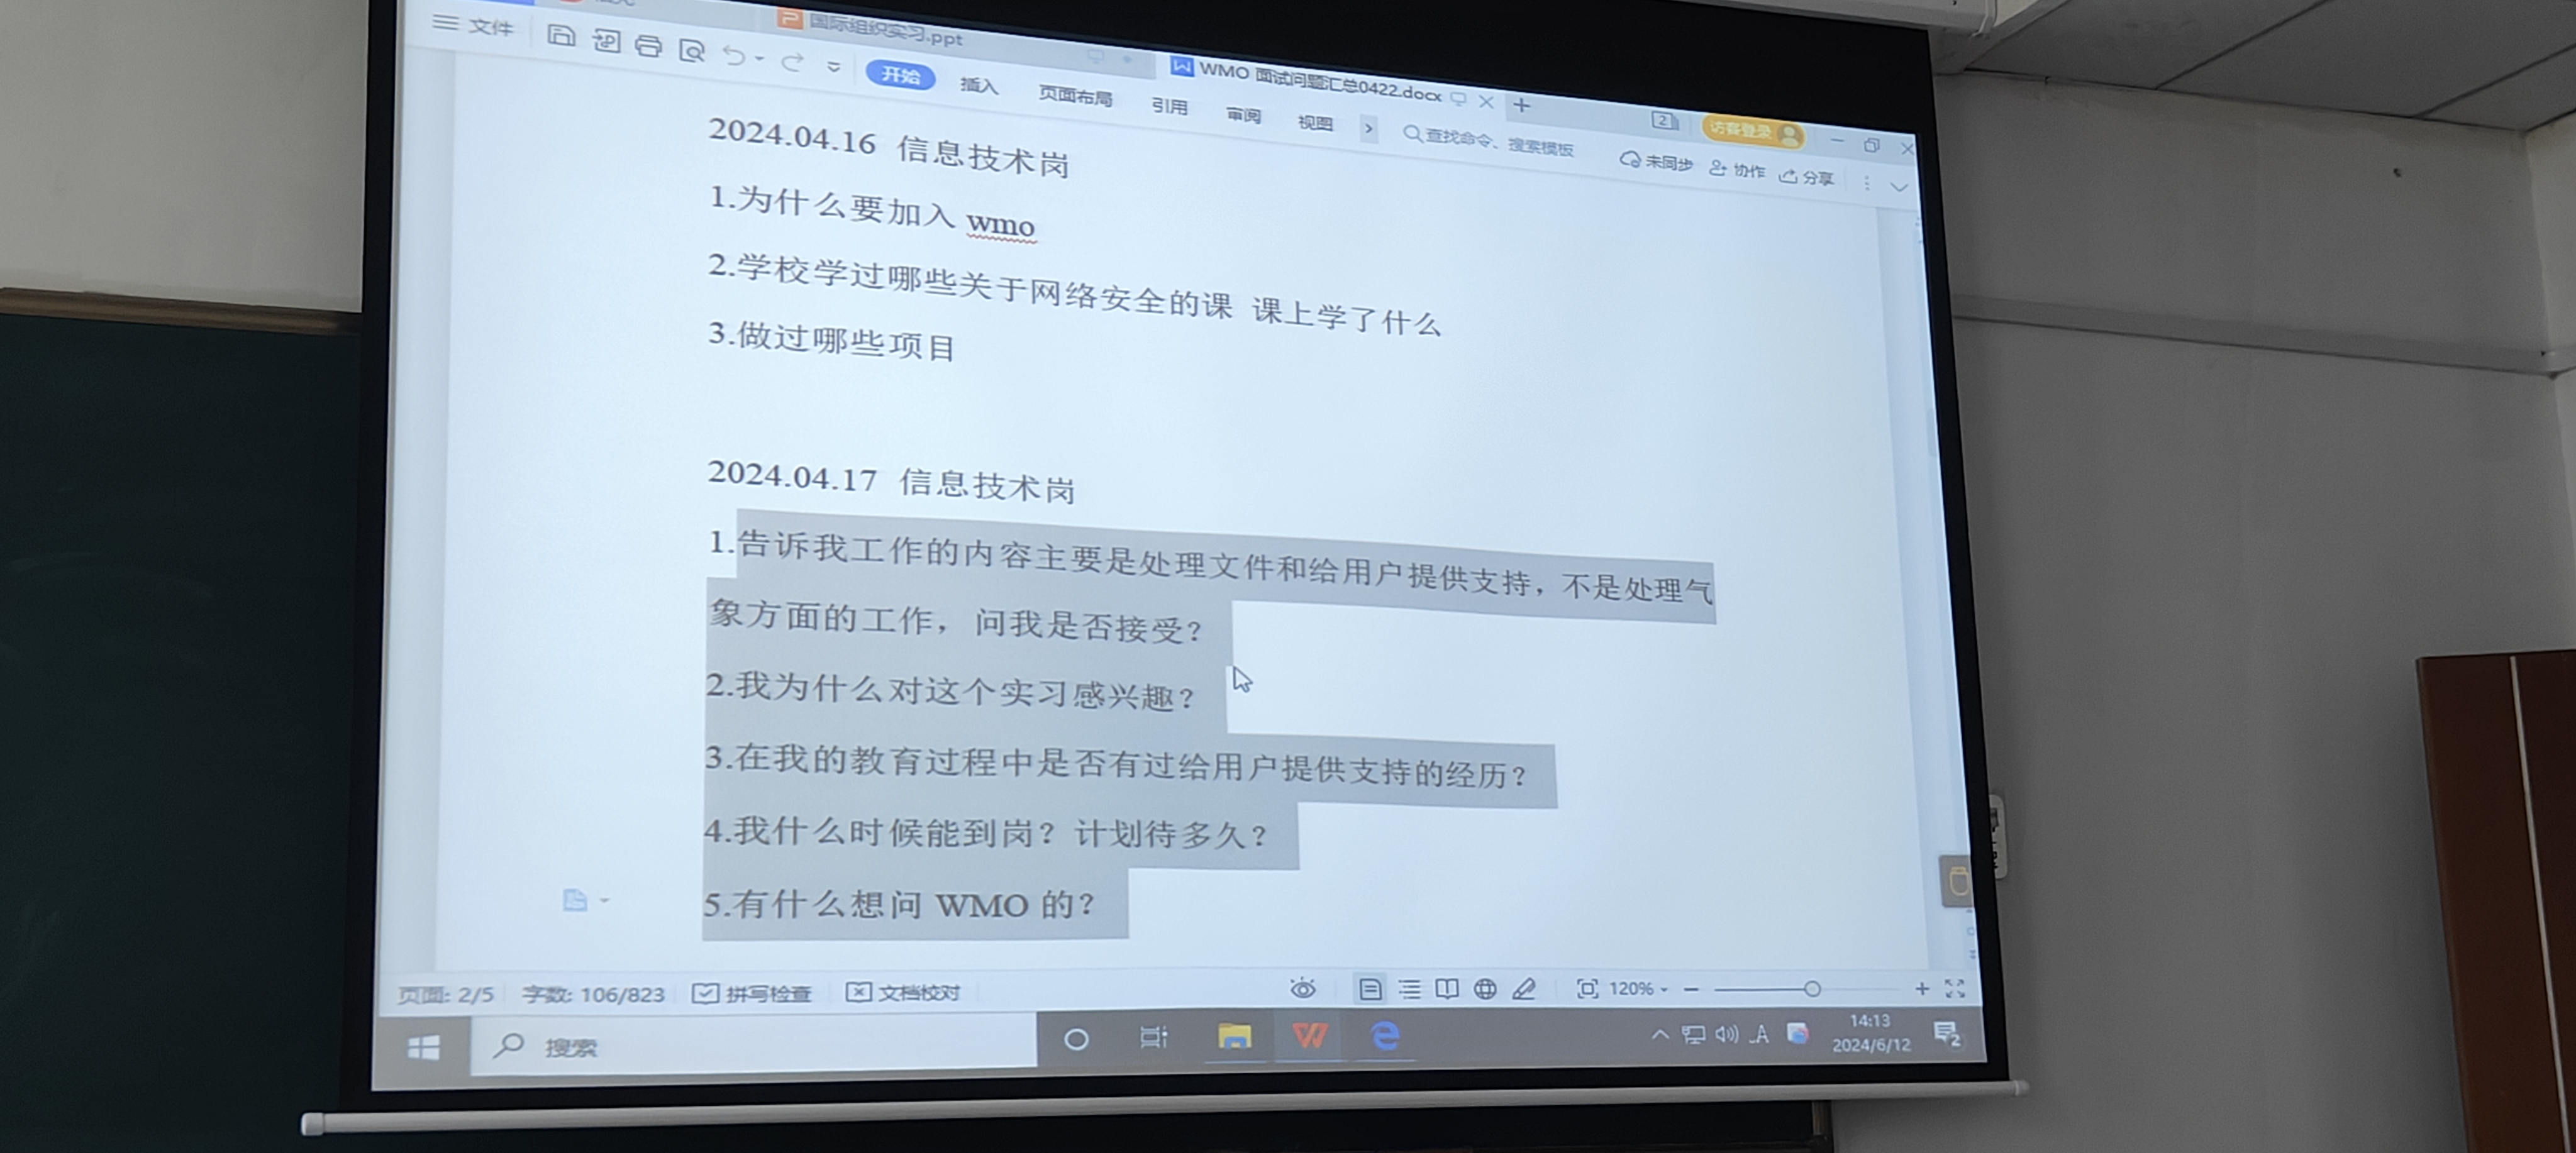 国际组织实习.ppt
WMO 面试问题汇总0422.docx
文件
开始 插入 页面布局 引用 审阅 视图
查找命令、搜索模板
2
访客登录
未同步 协作 分享
2024.04.16 信息技术岗
1.为什么要加入 wmo
2.学校学过哪些关于网络安全的课 课上学了什么
3.做过哪些项目
2024.04.17 信息技术岗
1.告诉我工作的内容主要是处理文件和给用户提供支持，不是处理气
象方面的工作，问我是否接受？
2.我为什么对这个实习感兴趣？
3.在我的教育过程中是否有过给用户提供支持的经历？
4.我什么时候能到岗？计划待多久？
5.有什么想问 WMO 的？
页面: 2/5 字数: 106/823 拼写检查 文档校对
120%
搜索
14:13
2024/6/12
2